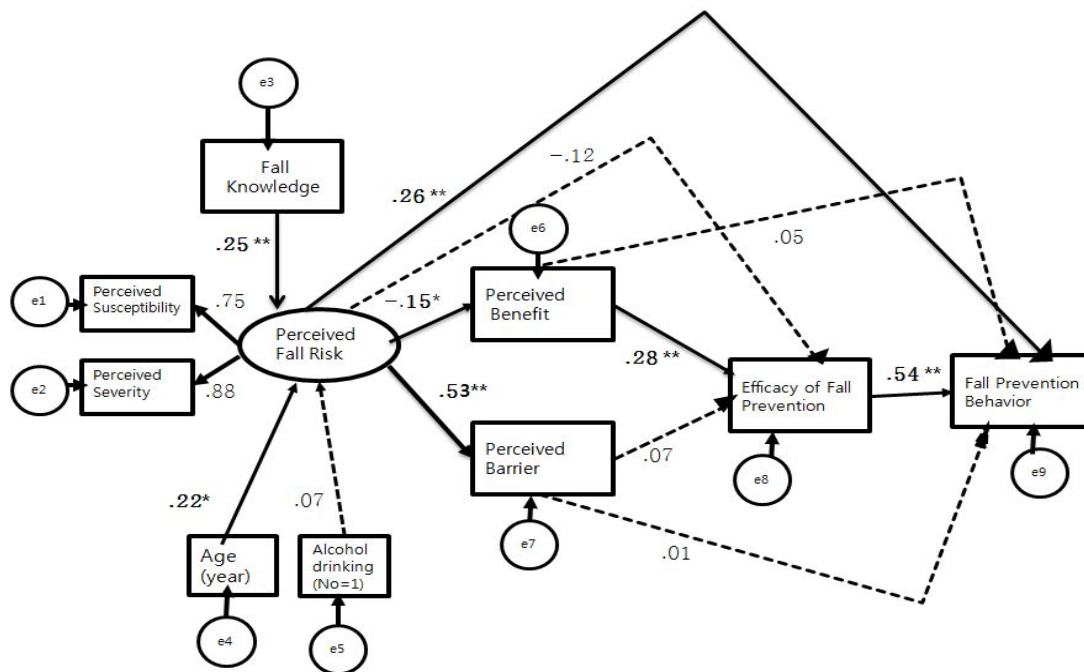 e3
Fall
Knowledge
-.12
.26**
e6
.25**
.05
e1
Perceived
Susceptibility
.75
-.15*
Perceived
Benefit
Perceived
Fall Risk
.28**
e2
Perceived
Severity
.88
.53**
Efficacy of Fall
Prevention
.54**
Fall Prevention
Behavior
Perceived
Barrier
.07
e8
e9
.22*
.07
e7
.01
Age
(year)
Alcohol
drinking
(No=1)
e4
e5